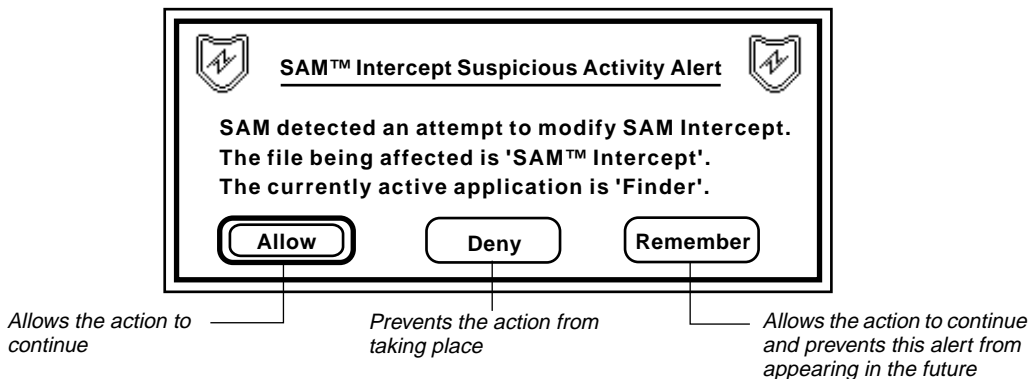 SAM™ Intercept Suspicious Activity Alert
SAM detected an attempt to modify SAM Intercept.
The file being affected is 'SAM™ Intercept'.
The currently active application is 'Finder'.
Allow
Deny
Remember
Allows the action to
continue
Prevents the action from
taking place
Allows the action to continue
and prevents this alert from
appearing in the future